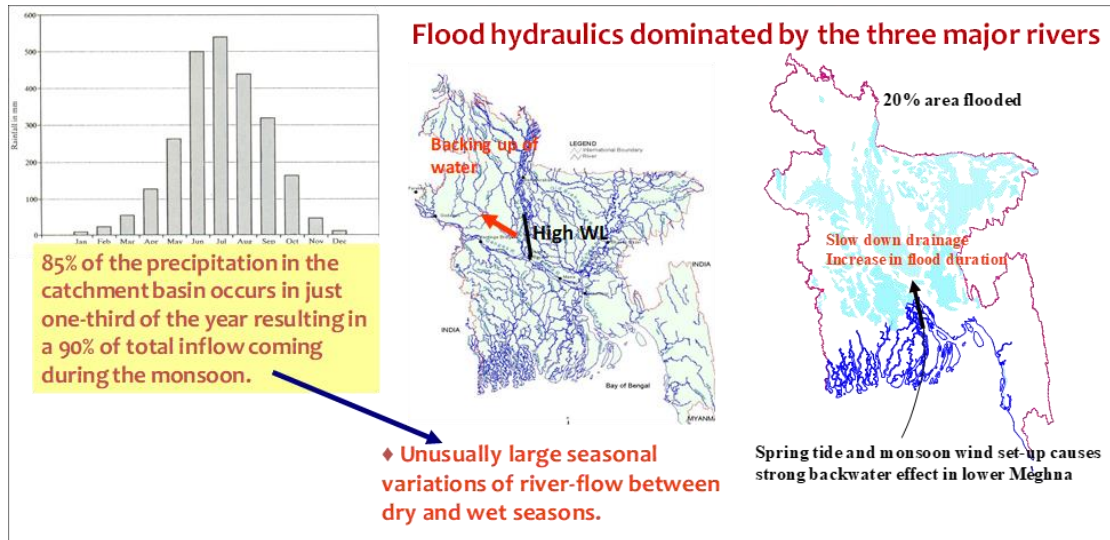 Flood hydraulics dominated by the three major rivers
600
500
400
300
200
100
0
Rainfall in mm
Jan Feb Mar Apr May Jun Jul Aug Sep Oct Nov Dec
85% of the precipitation in the
catchment basin occurs in just
one-third of the year resulting in
a 90% of total inflow coming
during the monsoon.
Backing up of
water
LEGEND
International Boundary
River
High WL
INDIA
INDIA
Bay of Bengal
MYANM
♦ Unusually large seasonal
variations of river-flow between
dry and wet seasons.
20% area flooded
Slow down drainage
Increase in flood duration
Spring tide and monsoon wind set-up causes
strong backwater effect in lower Meghna